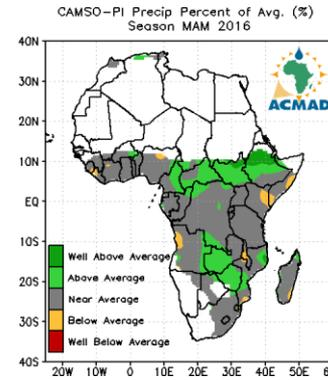 CAMSO-PI Precip Percent of Avg. (%)
Season MAM 2016
ACMAD
40N
30N
20N
10N
EQ
10S
20S
30S
40S
Well Above Average
Above Average
Near Average
Below Average
Well Below Average
20W 10W 0 10E 20E 30E 40E 50E